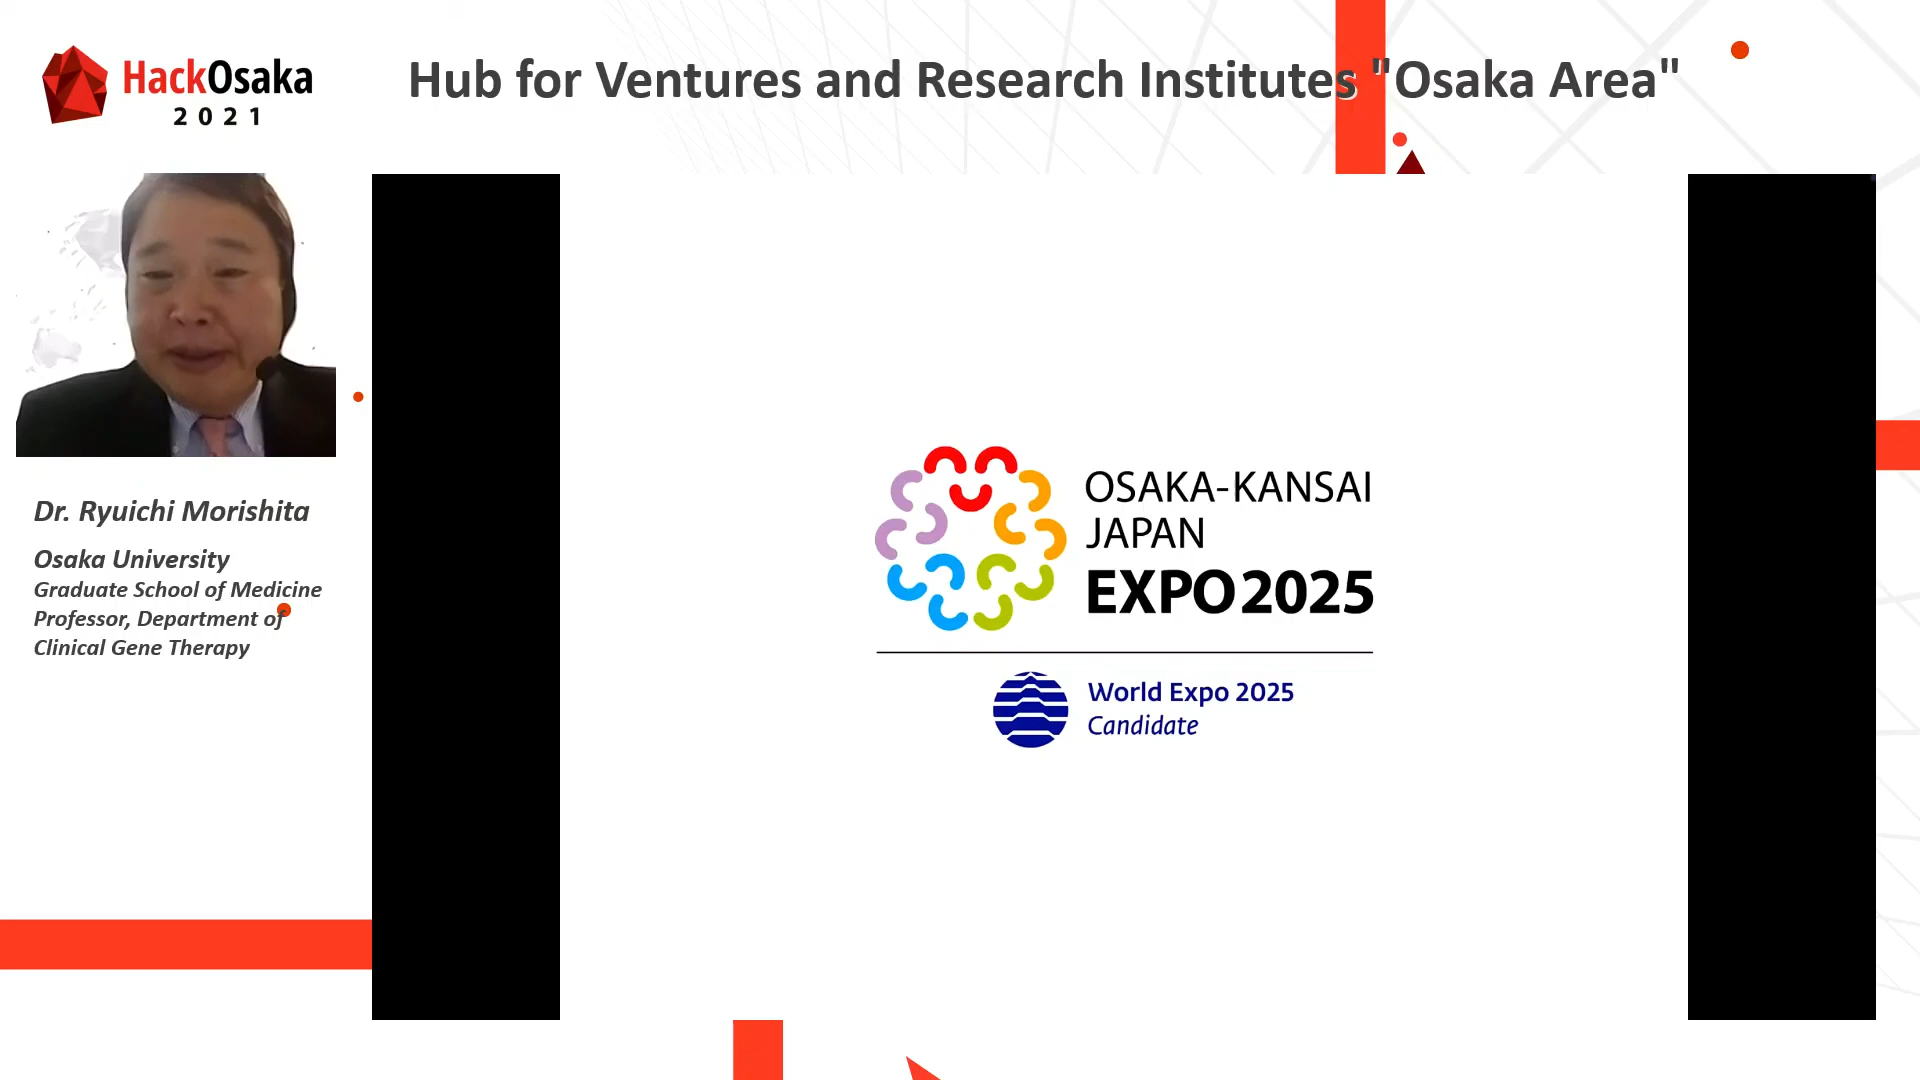 HackOsaka
2021
Hub for Ventures and Research Institutes "Osaka Area"
Dr. Ryuichi Morishita
Osaka University
Graduate School of Medicine
Professor, Department of
Clinical Gene Therapy
OSAKA-KANSAI
JAPAN
EXPO2025
World Expo 2025
Candidate